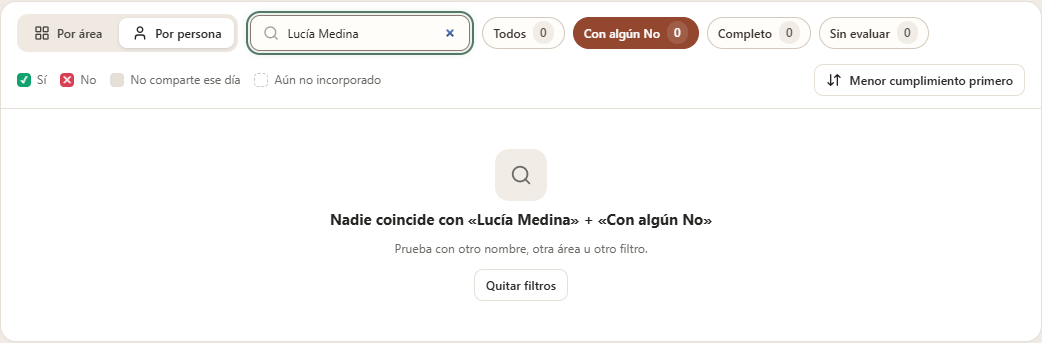 Por área
Por persona
Lucía Medina
Todos 0
Con algún No 0
Completo 0
Sin evaluar 0
Sí
No
No comparte ese día
Aún no incorporado
Menor cumplimiento primero
Nadie coincide con «Lucía Medina» + «Con algún No»
Prueba con otro nombre, otra área u otro filtro.
Quitar filtros